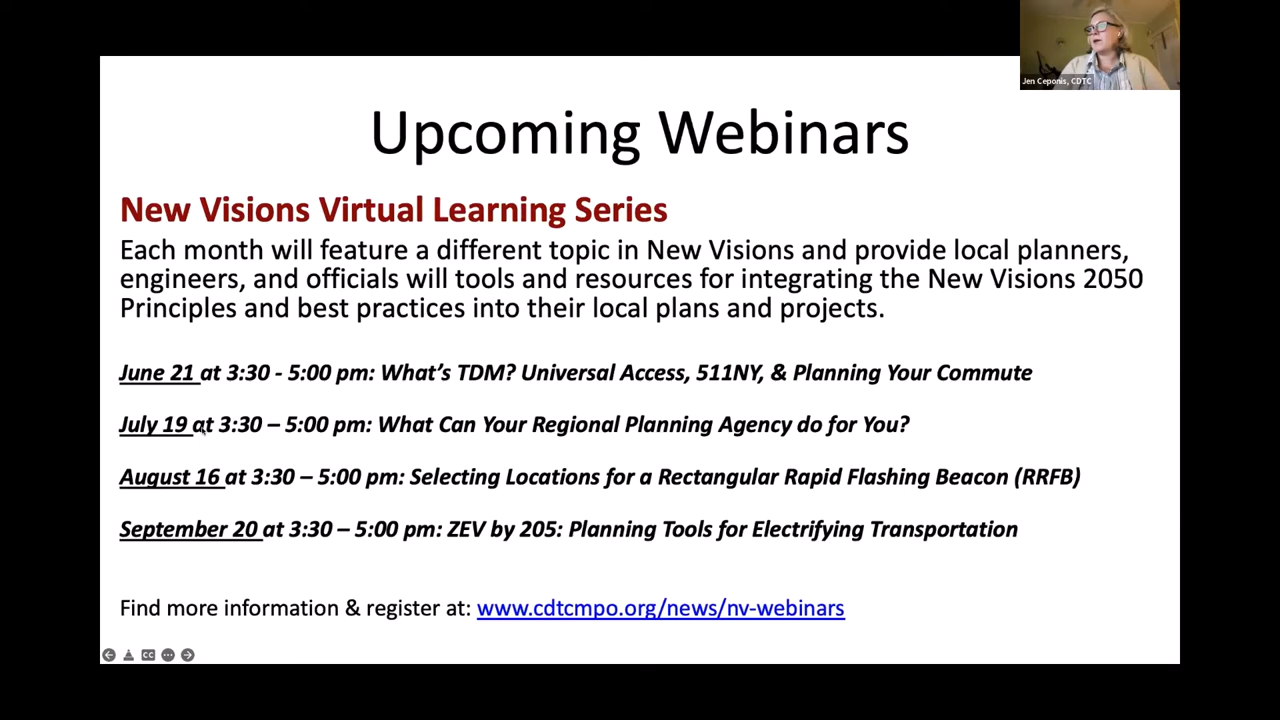 Jen Ceponis, CDTC
Upcoming Webinars
New Visions Virtual Learning Series
Each month will feature a different topic in New Visions and provide local planners,
engineers, and officials will tools and resources for integrating the New Visions 2050
Principles and best practices into their local plans and projects.
June 21 at 3:30 - 5:00 pm: What's TDM? Universal Access, 511NY, & Planning Your Commute
July 19 at 3:30 – 5:00 pm: What Can Your Regional Planning Agency do for You?
August 16 at 3:30 – 5:00 pm: Selecting Locations for a Rectangular Rapid Flashing Beacon (RRFB)
September 20 at 3:30 – 5:00 pm: ZEV by 205: Planning Tools for Electrifying Transportation
Find more information & register at: www.cdtcmpo.org/news/nv-webinars
CC